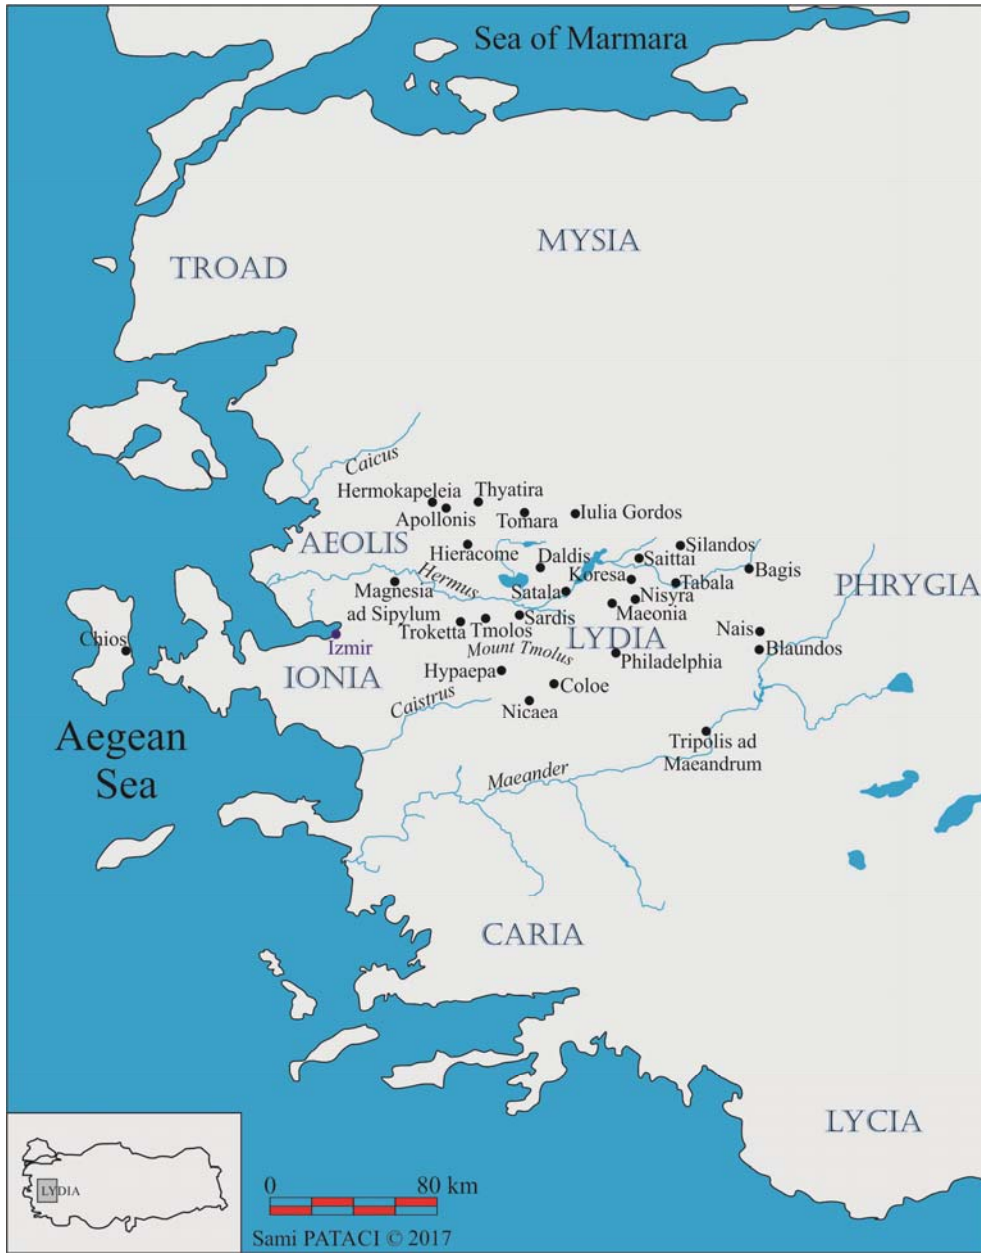 Sea of Marmara
MYSIA
TROAD
Caicus
Hermokapeleia
Thyatira
Apollonis
Tomara
Iulia Gordos
AEOLIS
Hieracome
Daldis
Saittai
Silandos
Koresa
Bagis
Hermus
Magnesia
ad Sipylum
Satala
Tabala
Nisyra
Maeonia
PHRYGIA
Troketta
Tmolos
Sardis
LYDIA
Nais
Chios
Izmir
Mount Tmolus
Blaundos
Philadelphia
IONIA
Hypaepa
Coloe
Caistrus
Nicaea
Aegean
Sea
Tripolis ad
Maeandrum
Maeander
CARIA
LYCIA
LYDIA
0 80 km
Sami PATACI © 2017